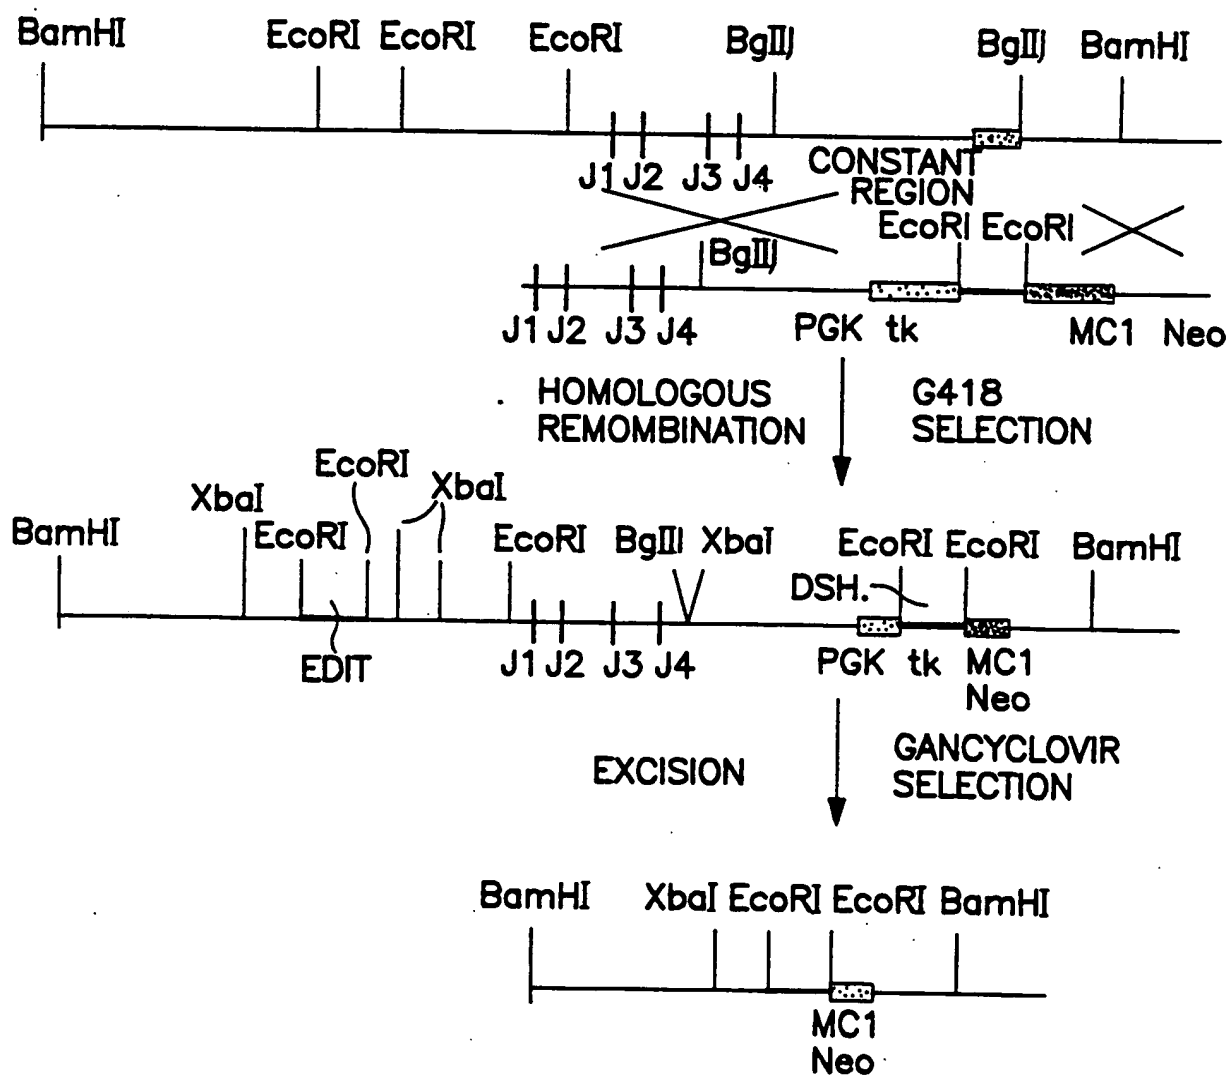 BamHI EcoRI EcoRI EcoRI BglII BglII BamHI
J1 J2 J3 J4
CONSTANT
REGION
EcoRI EcoRI
BglII
J1 J2 J3 J4 PGK tk MC1 Neo
HOMOLOGOUS
REMOMBINATION
G418
SELECTION
EcoRI
XbaI XbaI
BamHI EcoRI EcoRI BglII XbaI EcoRI EcoRI BamHI
DSH.
EDIT
J1 J2 J3 J4 PGK tk MC1
Neo
EXCISION
GANCYCLOVIR
SELECTION
BamHI XbaI EcoRI EcoRI BamHI
MC1
Neo